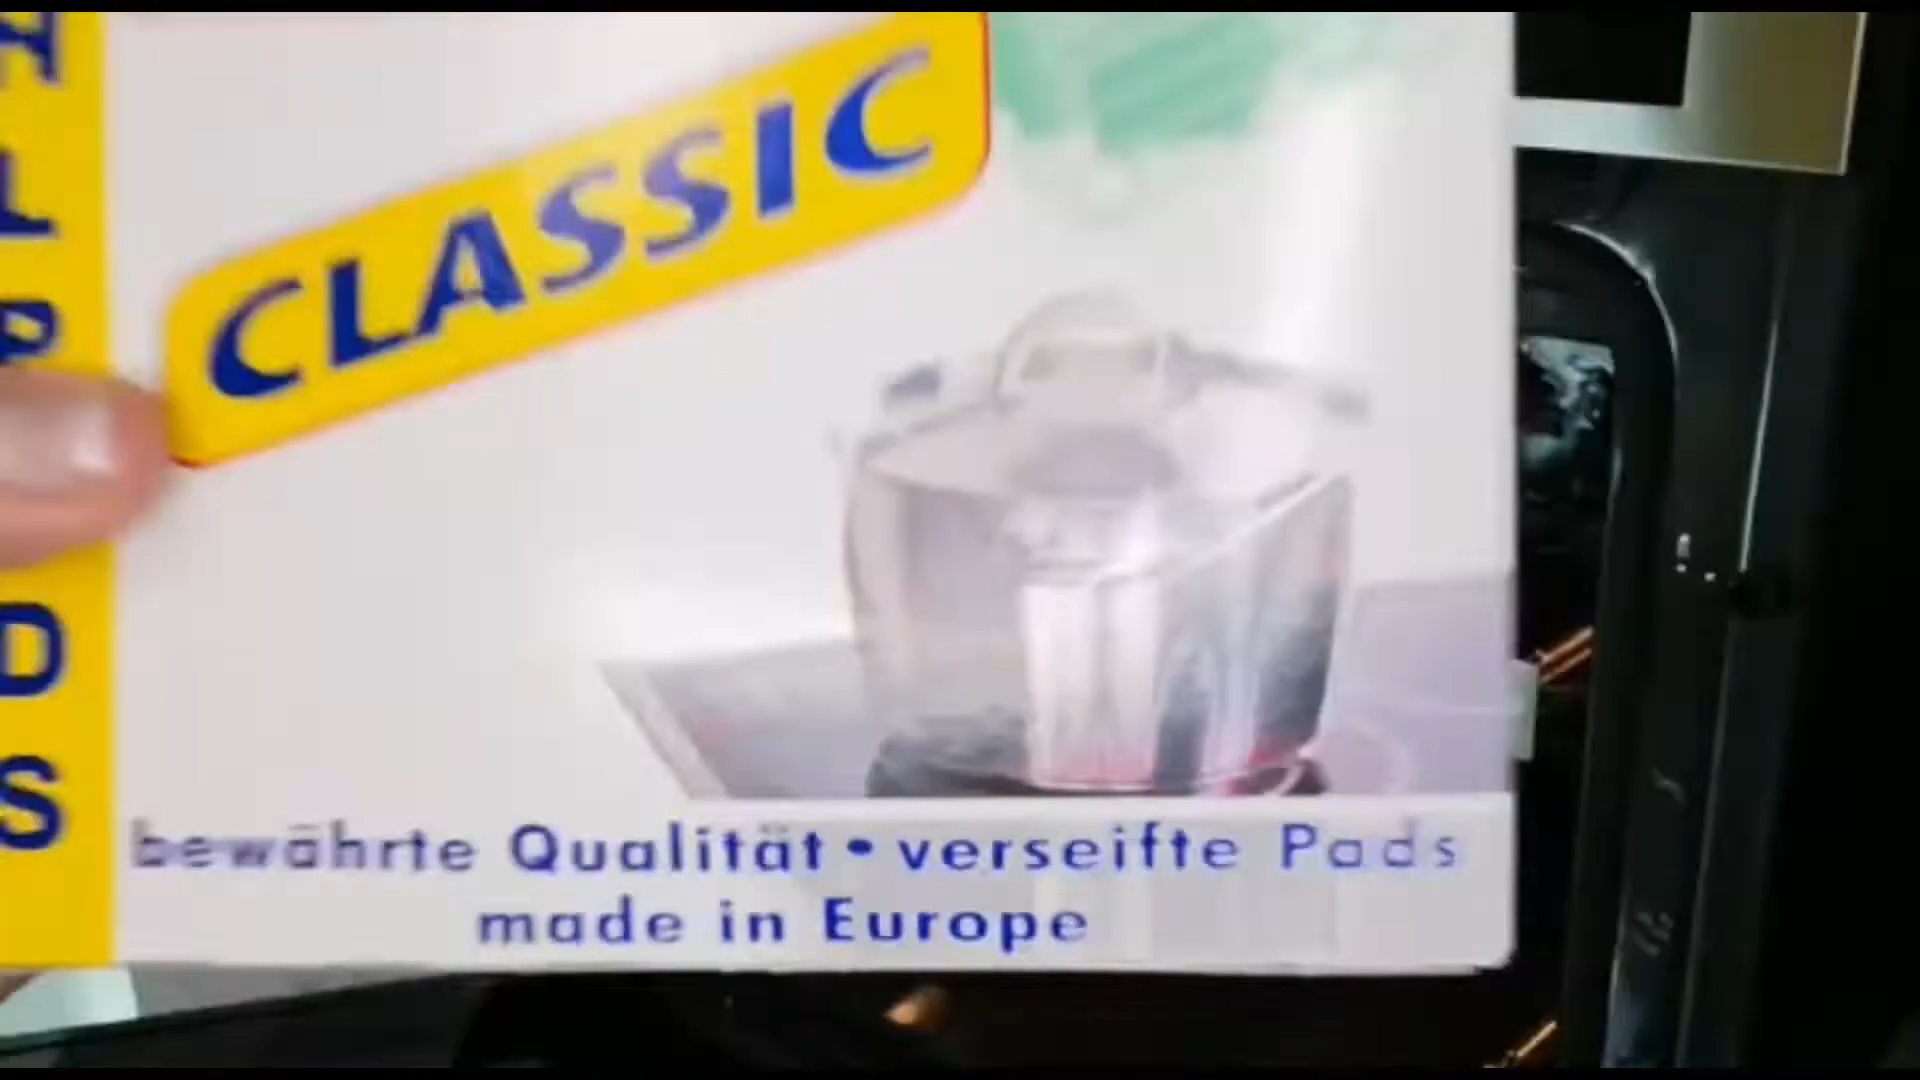 CLASSIC
bewährte Qualität • verseifte Pads
made in Europe